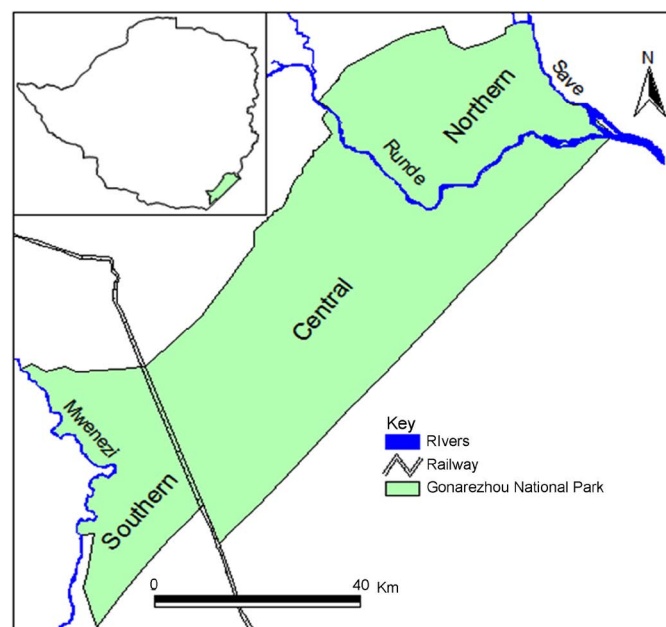 N
Save
Northern
Runde
Central
Mwenezi
Southern
Key
RIvers
Railway
Gonarezhou National Park
0 40 Km